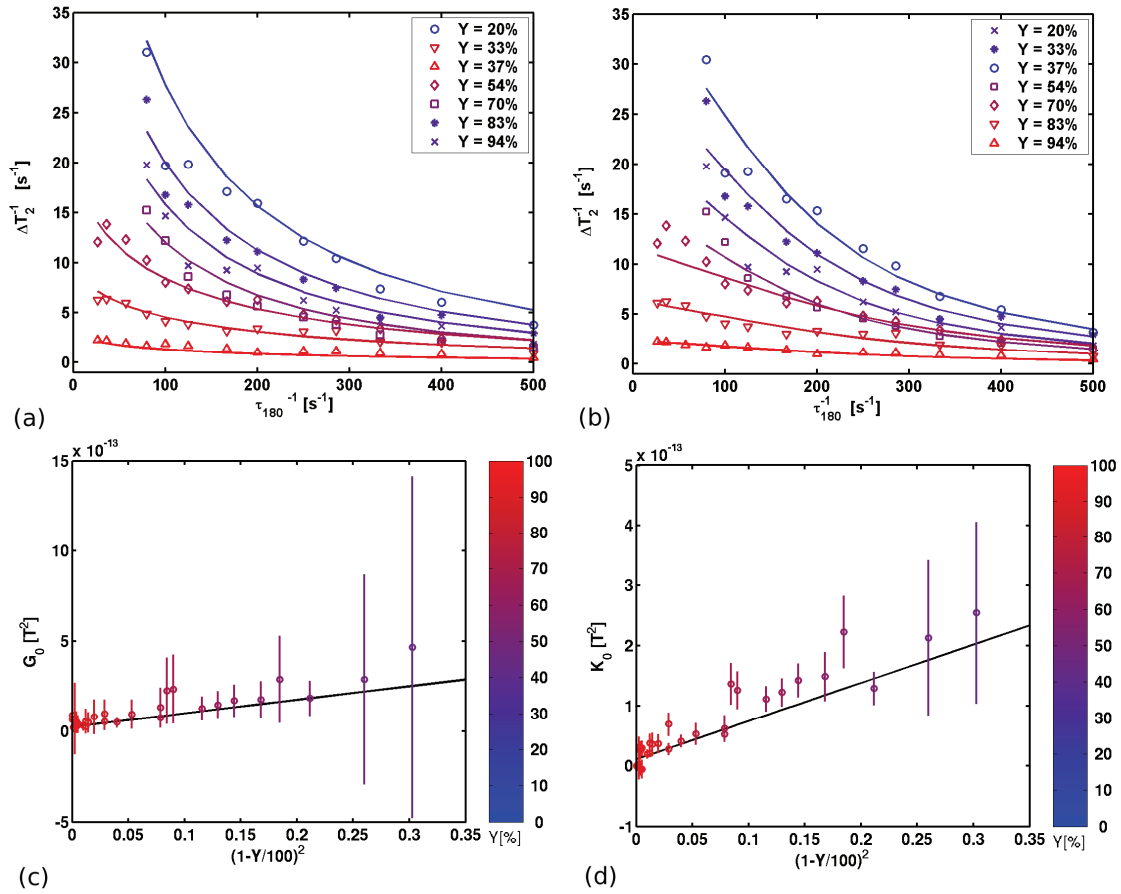 35
30
25
20
15
10
5
0
ΔT₂⁻¹ [s⁻¹]
100
200
300
400
500
τ₁₈₀⁻¹ [s⁻¹]
Y = 20%
Y = 33%
Y = 37%
Y = 54%
Y = 70%
Y = 83%
Y = 94%
(a)
35
30
25
20
15
10
5
0
ΔT₂⁻¹ [s⁻¹]
100
200
300
400
500
τ₁₈₀⁻¹ [s⁻¹]
Y = 20%
Y = 33%
Y = 37%
Y = 54%
Y = 70%
Y = 83%
Y = 94%
(b)
x 10⁻¹³
15
10
5
0
-5
G₀ [T²]
0
0.05
0.1
0.15
0.2
0.25
0.3
0.35
(1-Y/100)²
100
90
80
70
60
50
40
30
20
10
0
Y[%]
(c)
x 10⁻¹³
5
4
3
2
1
0
-1
K₀ [T²]
0
0.05
0.1
0.15
0.2
0.25
0.3
0.35
(1-Y/100)²
100
90
80
70
60
50
40
30
20
10
0
Y[%]
(d)